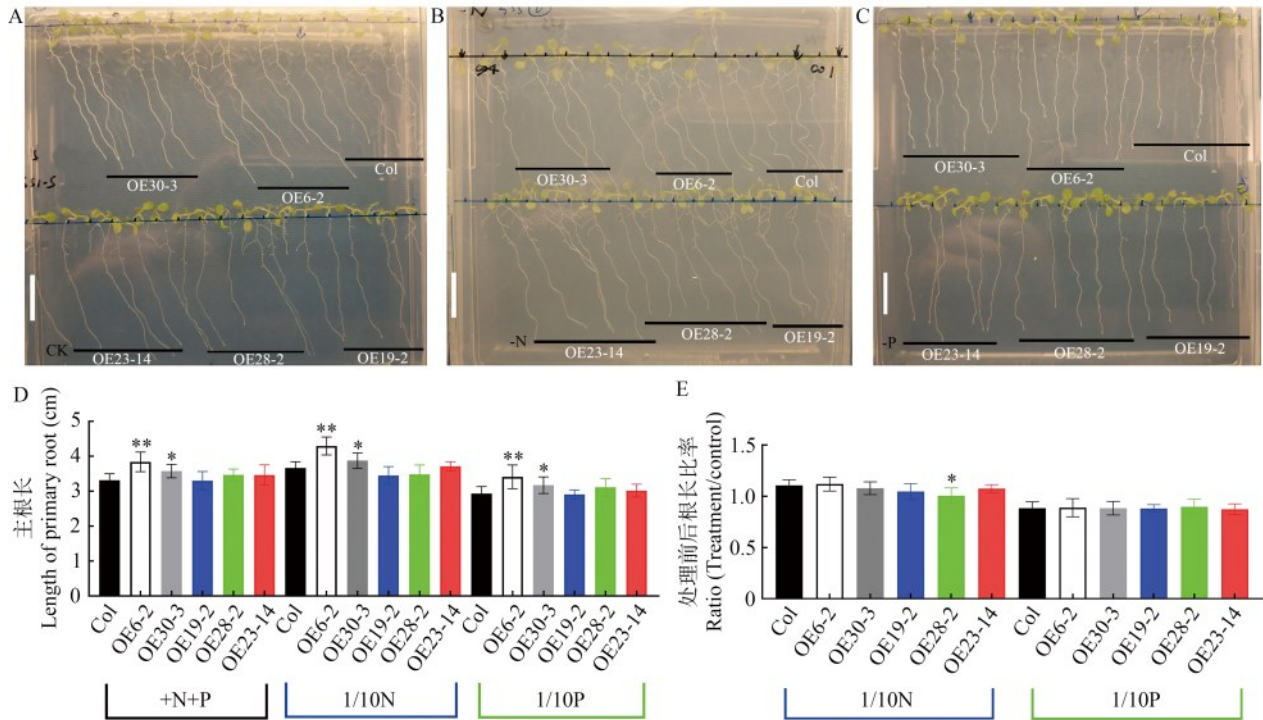 A
B
C
Col
OE30-3
OE6-2
CK
OE23-14
OE28-2
OE19-2
-N
001
OE30-3
OE6-2
Col
-N
OE23-14
OE28-2
OE19-2
OE30-3
OE6-2
Col
-P
OE23-14
OE28-2
OE19-2
D
主根长
Length of primary root (cm)
5
4
3
2
1
0
** * ** * ** *
Col OE6-2 OE30-3 OE19-2 OE28-2 OE23-14 Col OE6-2 OE30-3 OE19-2 OE28-2 OE23-14 Col OE6-2 OE30-3 OE19-2 OE28-2 OE23-14
+N+P 1/10N 1/10P
E
处理前后根长比率
Ratio (Treatment/control)
1.5
1.0
0.5
0
*
Col OE6-2 OE30-3 OE19-2 OE28-2 OE23-14 Col OE6-2 OE30-3 OE19-2 OE28-2 OE23-14
1/10N 1/10P